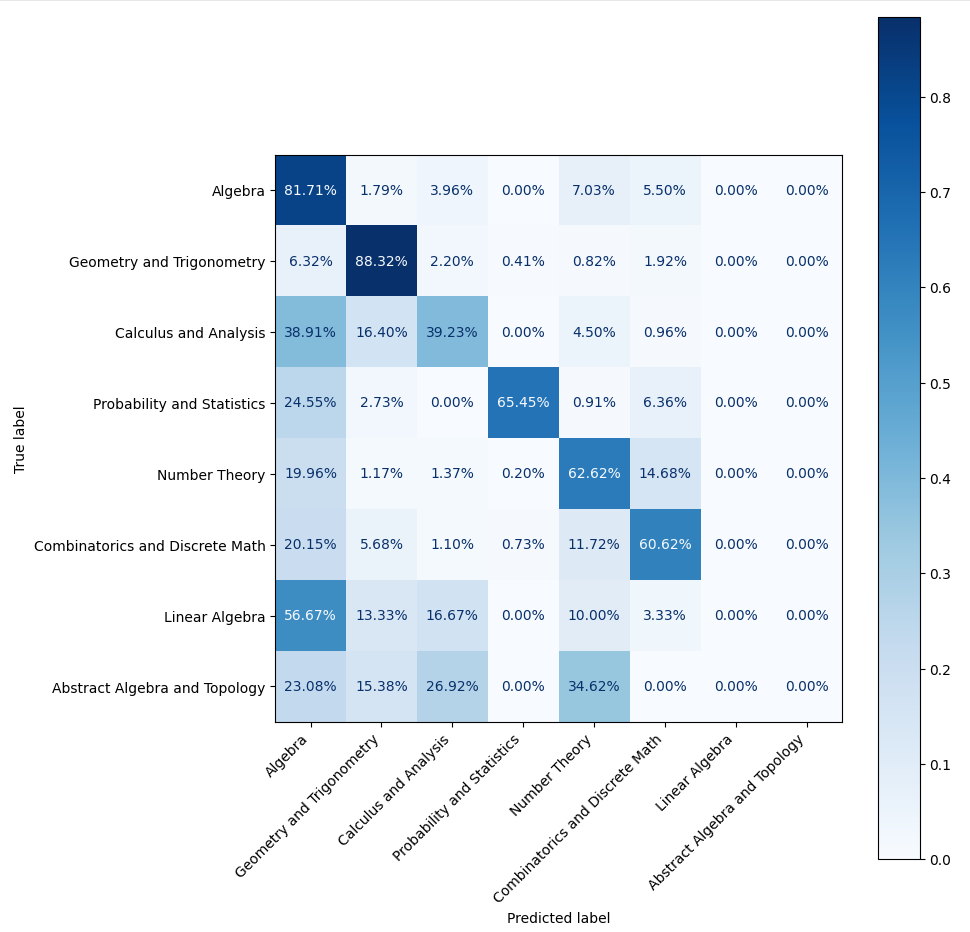 0.8
Algebra 81.71% 1.79% 3.96% 0.00% 7.03% 5.50% 0.00% 0.00%
0.7
Geometry and Trigonometry 6.32% 88.32% 2.20% 0.41% 0.82% 1.92% 0.00% 0.00%
0.6
Calculus and Analysis 38.91% 16.40% 39.23% 0.00% 4.50% 0.96% 0.00% 0.00%
0.5
Probability and Statistics 24.55% 2.73% 0.00% 65.45% 0.91% 6.36% 0.00% 0.00%
True label
Number Theory 19.96% 1.17% 1.37% 0.20% 62.62% 14.68% 0.00% 0.00%
0.4
Combinatorics and Discrete Math 20.15% 5.68% 1.10% 0.73% 11.72% 60.62% 0.00% 0.00%
0.3
Linear Algebra 56.67% 13.33% 16.67% 0.00% 10.00% 3.33% 0.00% 0.00%
0.2
Abstract Algebra and Topology 23.08% 15.38% 26.92% 0.00% 34.62% 0.00% 0.00% 0.00%
0.1
0.0
Algebra
Geometry and Trigonometry
Calculus and Analysis
Probability and Statistics
Number Theory
Combinatorics and Discrete Math
Linear Algebra
Abstract Algebra and Topology
Predicted label